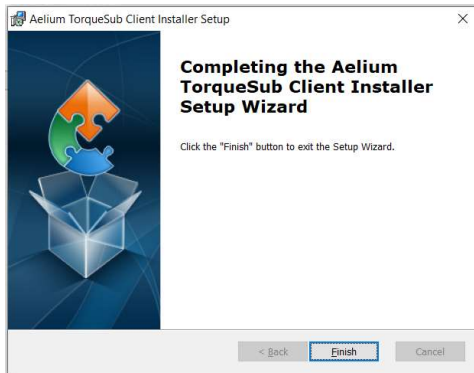 Aelium TorqueSub Client Installer Setup
Completing the Aelium
TorqueSub Client Installer
Setup Wizard
Click the "Finish" button to exit the Setup Wizard.
< Back Finish Cancel